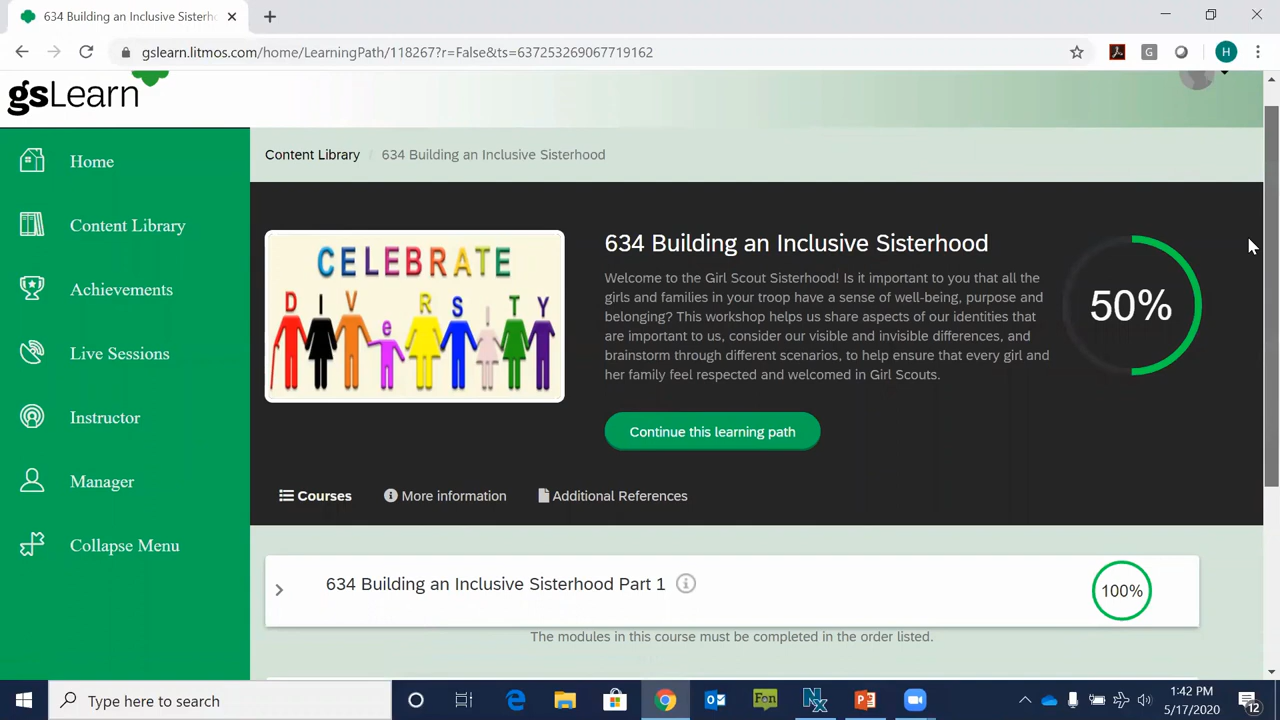 634 Building an Inclusive Sisterh
gslearn.litmos.com/home/LearningPath/118267?r=False&ts=637253269067719162
G
H
gsLearn
Home
Content Library
Achievements
Live Sessions
Instructor
Manager
Collapse Menu
Content Library / 634 Building an Inclusive Sisterhood
CELEBRATE
DIVeRSITY
634 Building an Inclusive Sisterhood
Welcome to the Girl Scout Sisterhood! Is it important to you that all the
girls and families in your troop have a sense of well-being, purpose and
belonging? This workshop helps us share aspects of our identities that
are important to us, consider our visible and invisible differences, and
brainstorm through different scenarios, to help ensure that every girl and
her family feel respected and welcomed in Girl Scouts.
50%
Continue this learning path
Courses
More information
Additional References
634 Building an Inclusive Sisterhood Part 1
100%
The modules in this course must be completed in the order listed.
Type here to search
Fan
1:42 PM
5/17/2020
12